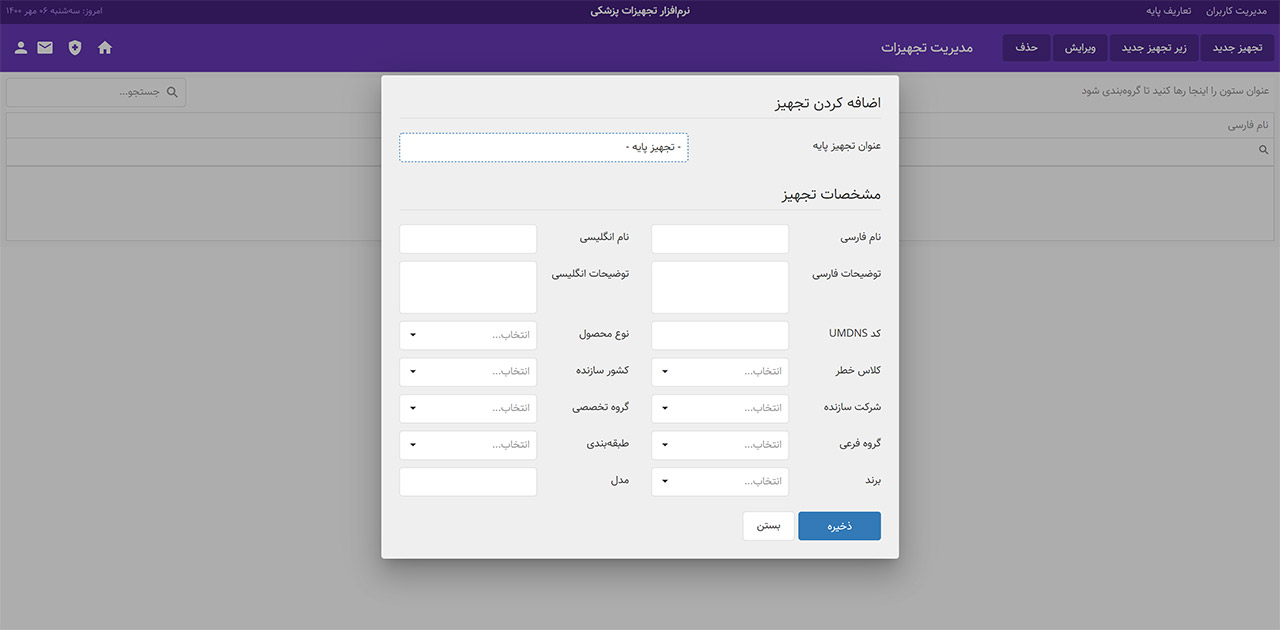 مدیریت کاربران تعاریف پایه نرم‌افزار تجهیزات پزشکی امروز: سه‌شنبه ۰۶ مهر ۱۴۰۰
تجهیز جدید زیر تجهیز جدید ویرایش حذف مدیریت تجهیزات
عنوان ستون را اینجا رها کنید تا گروه‌بندی شود جستجو...
نام فارسی
اضافه کردن تجهیز
عنوان تجهیز پایه - تجهیز پایه -
مشخصات تجهیز
نام فارسی نام انگلیسی
توضیحات فارسی توضیحات انگلیسی
کد UMDNS نوع محصول انتخاب...
کلاس خطر انتخاب... کشور سازنده انتخاب...
شرکت سازنده انتخاب... گروه تخصصی انتخاب...
گروه فرعی انتخاب... طبقه‌بندی انتخاب...
برند انتخاب... مدل
ذخیره بستن